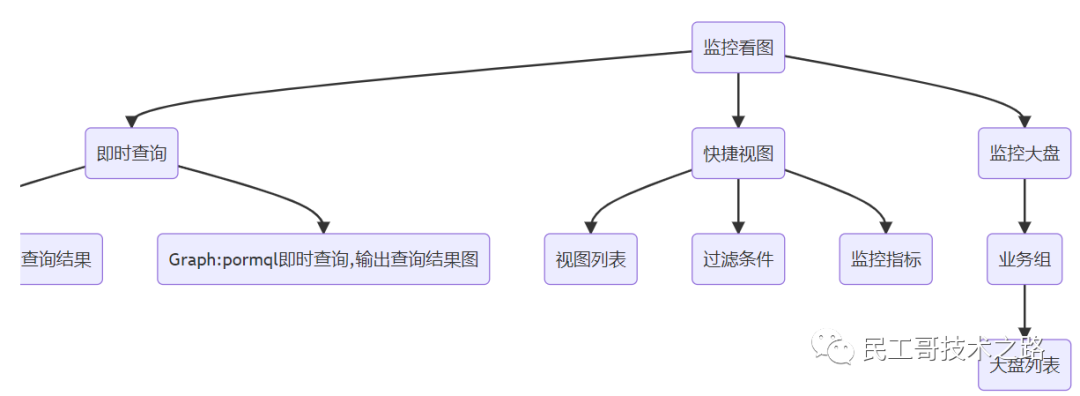 监控看图
即时查询
快捷视图
监控大盘
查询结果
Graph:pormql即时查询,输出查询结果图
视图列表
过滤条件
监控指标
业务组
民工哥技术之路
大盘列表